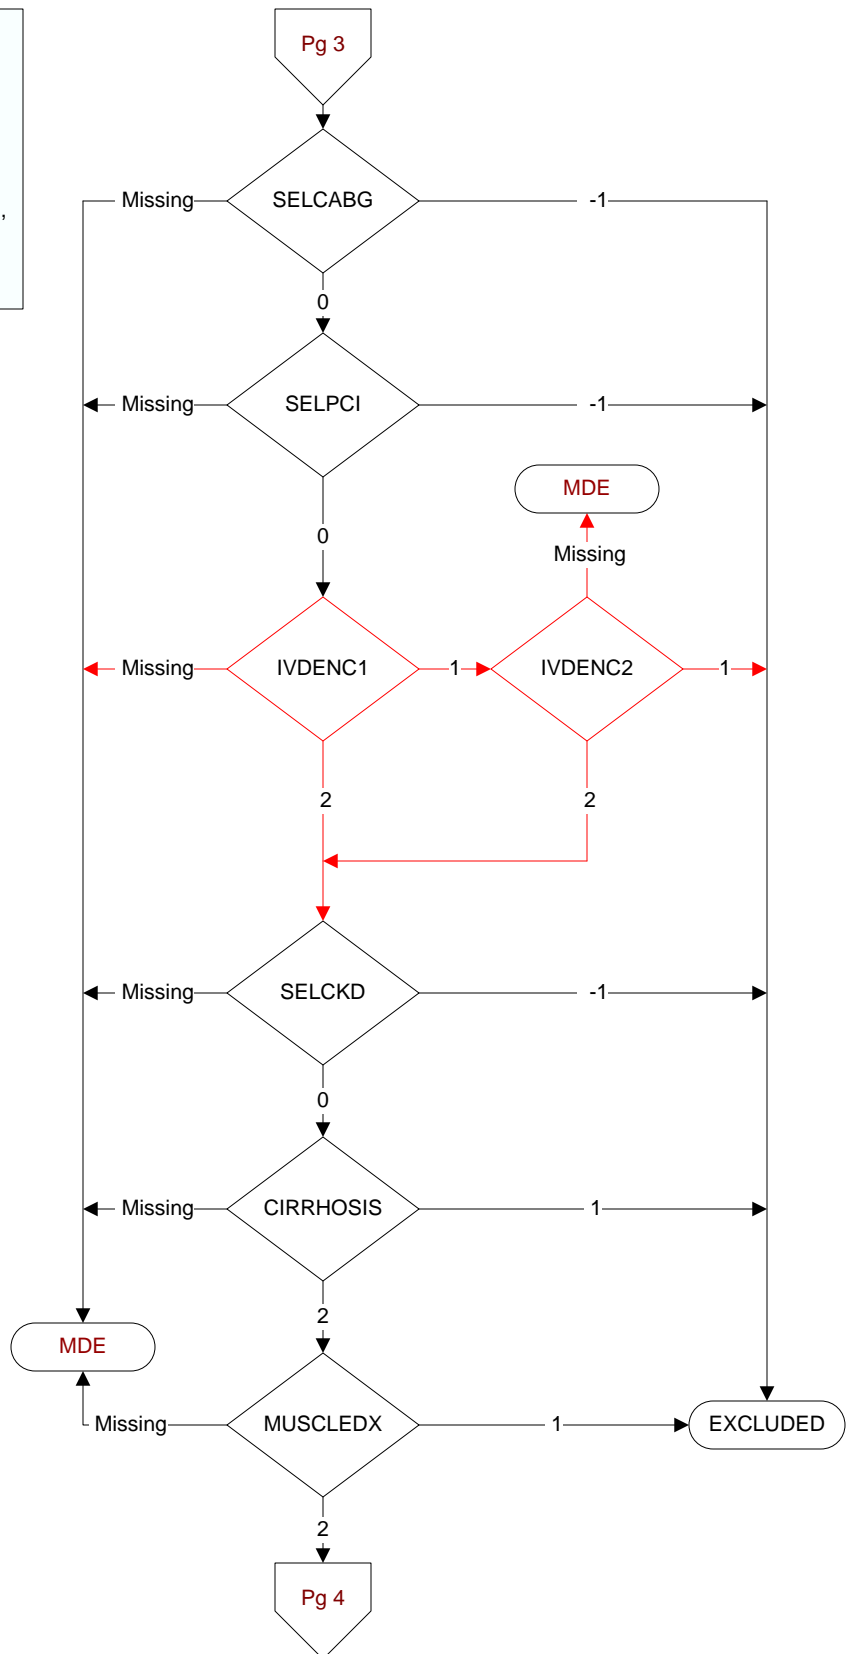 Pg 3
Missing
SELCABG
-1
,
0
Missing
SELPCI
-1
MDE
0
Missing
Missing
IVDENC1
1
IVDENC2
1
2
2
Missing
SELCKD
-1
0
Missing
CIRRHOSIS
1
2
MDE
Missing
MUSCLEDX
1
EXCLUDED
2
Pg 4